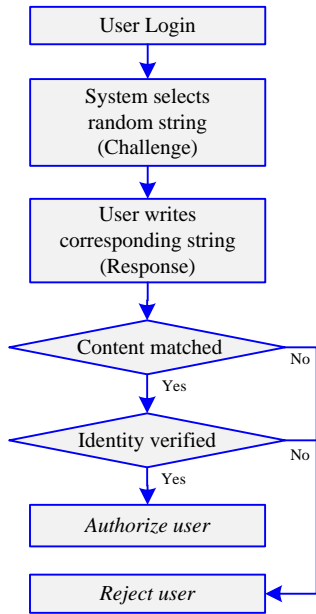 User Login
System selects
random string
(Challenge)
User writes
corresponding string
(Response)
Content matched
No
Yes
Identity verified
No
Yes
Authorize user
Reject user